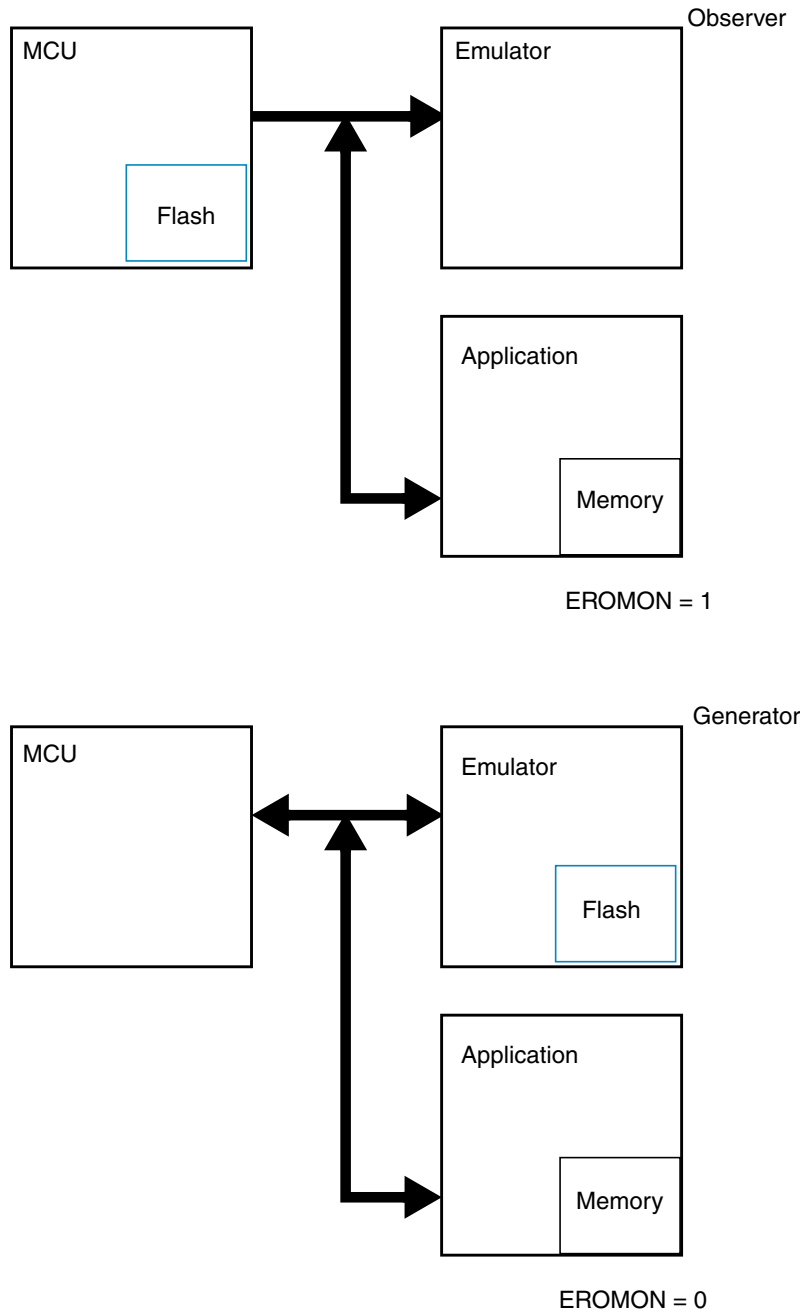 Observer
MCU
Emulator
Flash
Application
Memory
EROMON = 1
Generator
MCU
Emulator
Flash
Application
Memory
EROMON = 0